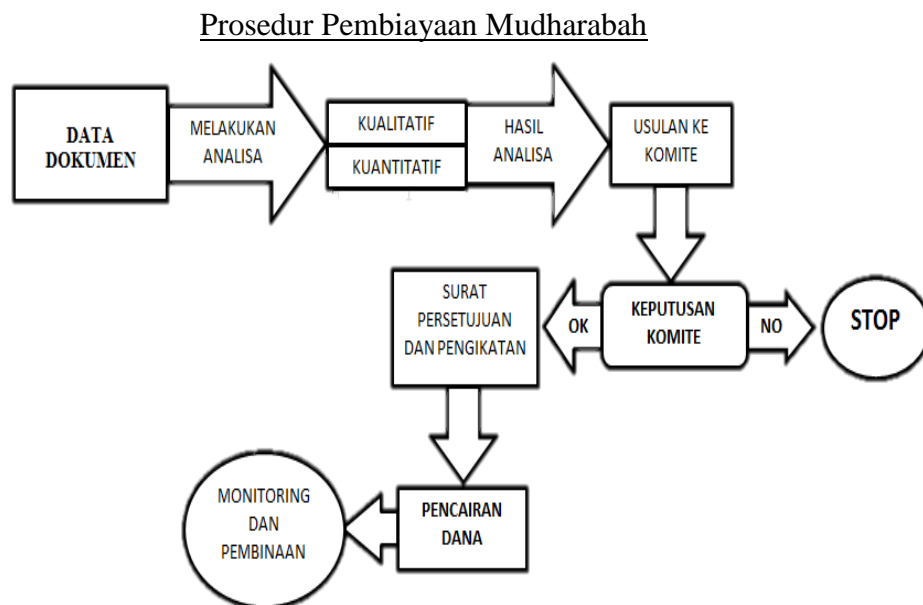 Prosedur Pembiayaan Mudharabah
DATA
DOKUMEN
MELAKUKAN
ANALISA
KUALITATIF
KUANTITATIF
HASIL
ANALISA
USULAN KE
KOMITE
KEPUTUSAN
KOMITE
NO
STOP
OK
SURAT
PERSETUJUAN
DAN PENGIKATAN
PENCAIRAN
DANA
MONITORING
DAN
PEMBINAAN